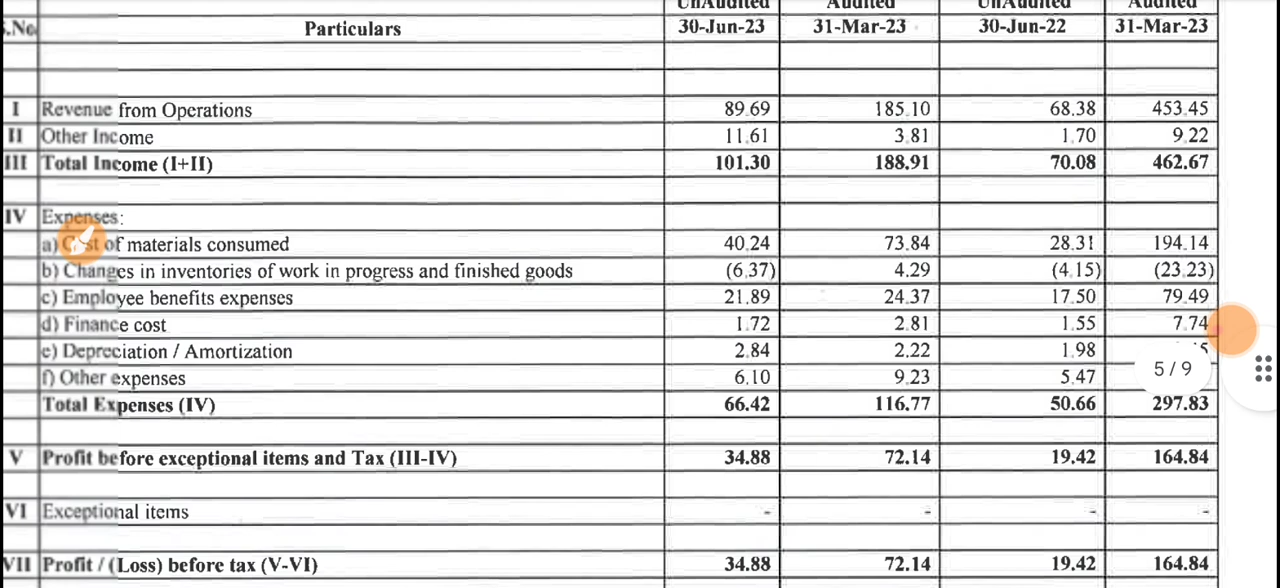 UnAudited Audited UnAudited Audited
S.No Particulars 30-Jun-23 31-Mar-23 30-Jun-22 31-Mar-23
I Revenue from Operations 89.69 185.10 68.38 453.45
II Other Income 11.61 3.81 1.70 9.22
III Total Income (I+II) 101.30 188.91 70.08 462.67
IV Expenses:
a) Cost of materials consumed 40.24 73.84 28.31 194.14
b) Changes in inventories of work in progress and finished goods (6.37) 4.29 (4.15) (23.23)
c) Employee benefits expenses 21.89 24.37 17.50 79.49
d) Finance cost 1.72 2.81 1.55 7.74
e) Depreciation / Amortization 2.84 2.22 1.98
f) Other expenses 6.10 9.23 5.47
5 / 9
Total Expenses (IV) 66.42 116.77 50.66 297.83
V Profit before exceptional items and Tax (III-IV) 34.88 72.14 19.42 164.84
VI Exceptional items - - - -
VII Profit / (Loss) before tax (V-VI) 34.88 72.14 19.42 164.84